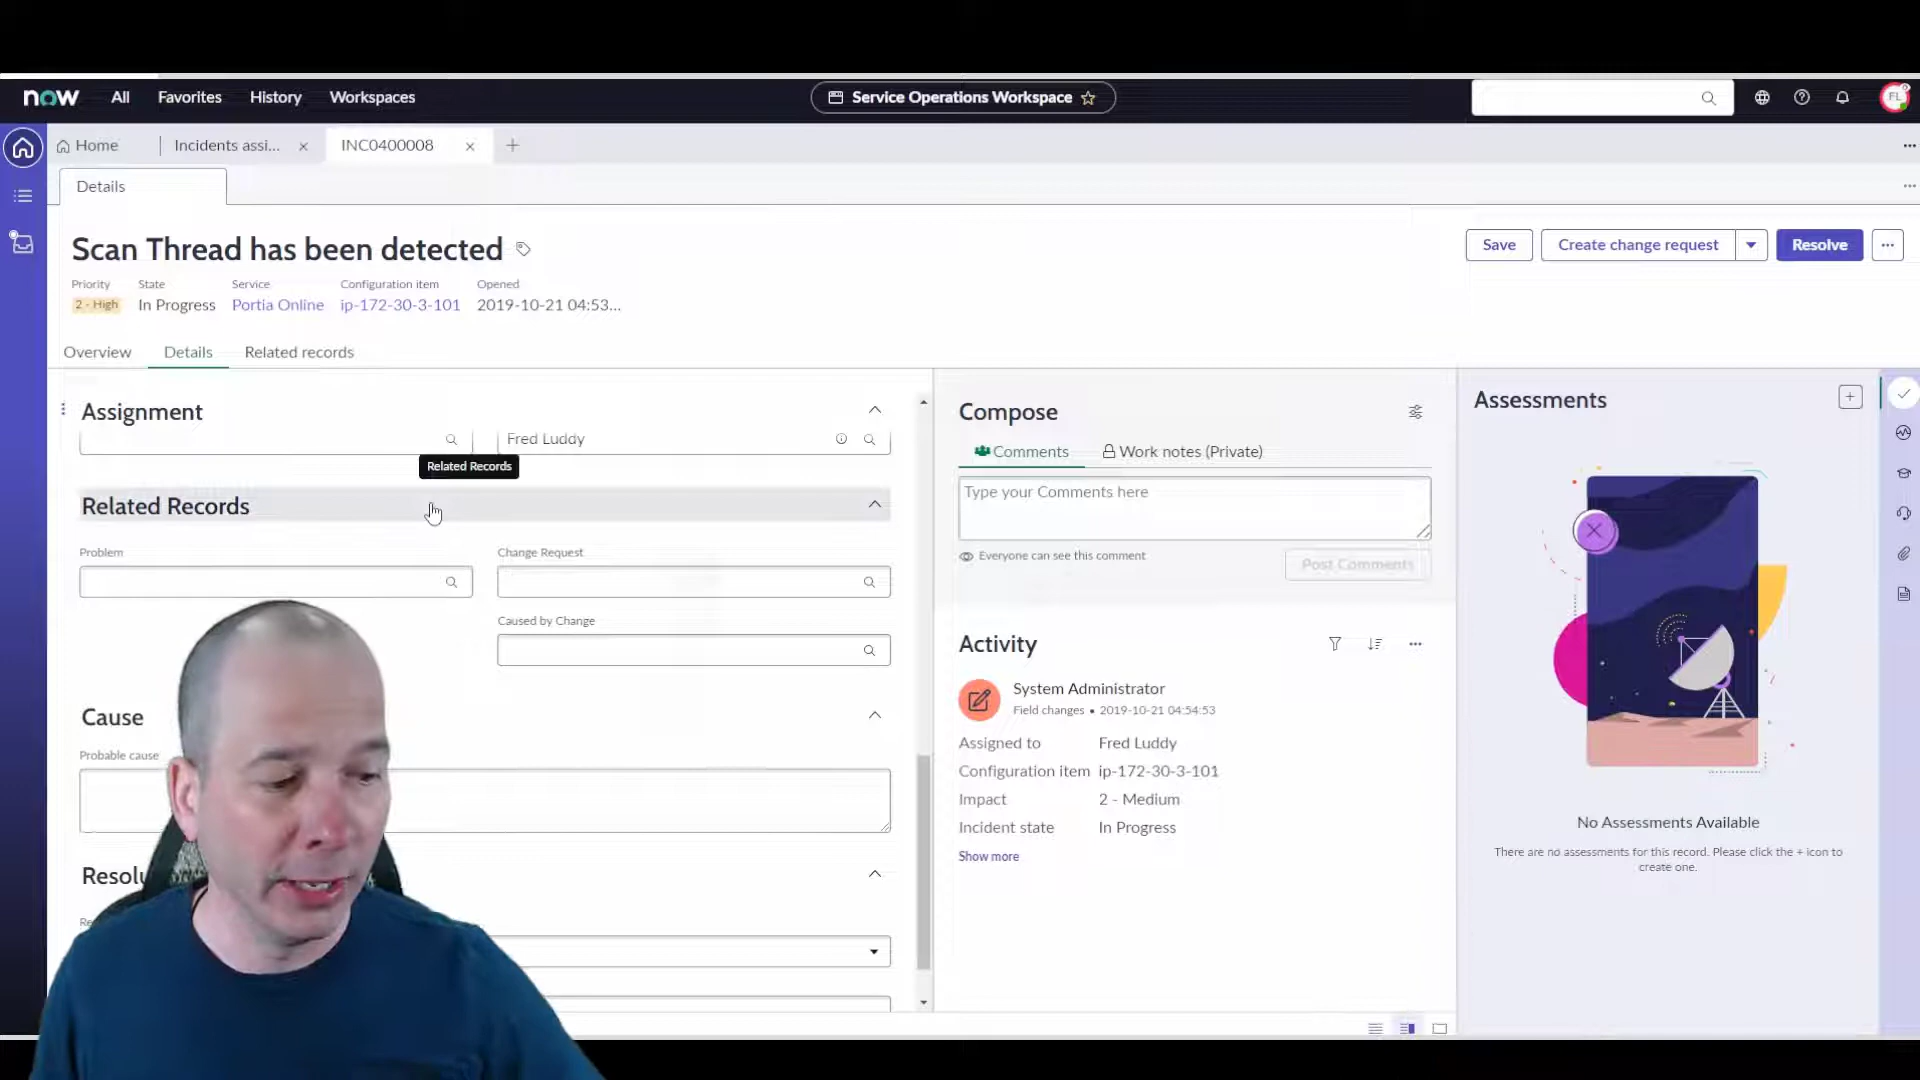 now All Favorites History Workspaces Service Operations Workspace FL
Home Incidents assi... INC0400008
Details
Scan Thread has been detected
Save Create change request Resolve
Priority State Service Configuration item Opened
2 - High In Progress Portia Online ip-172-30-3-101 2019-10-21 04:53...
Overview Details Related records
Assignment
Fred Luddy
Related Records
Related Records
Problem Change Request
Caused by Change
Cause
Probable cause
Compose
Comments Work notes (Private)
Type your Comments here
Everyone can see this comment Post Comments
Activity
System Administrator
Field changes • 2019-10-21 04:54:53
Assigned to Fred Luddy
Configuration item ip-172-30-3-101
Impact 2 - Medium
Incident state In Progress
Show more
Assessments
No Assessments Available
There are no assessments for this record. Please click the + icon to
create one.